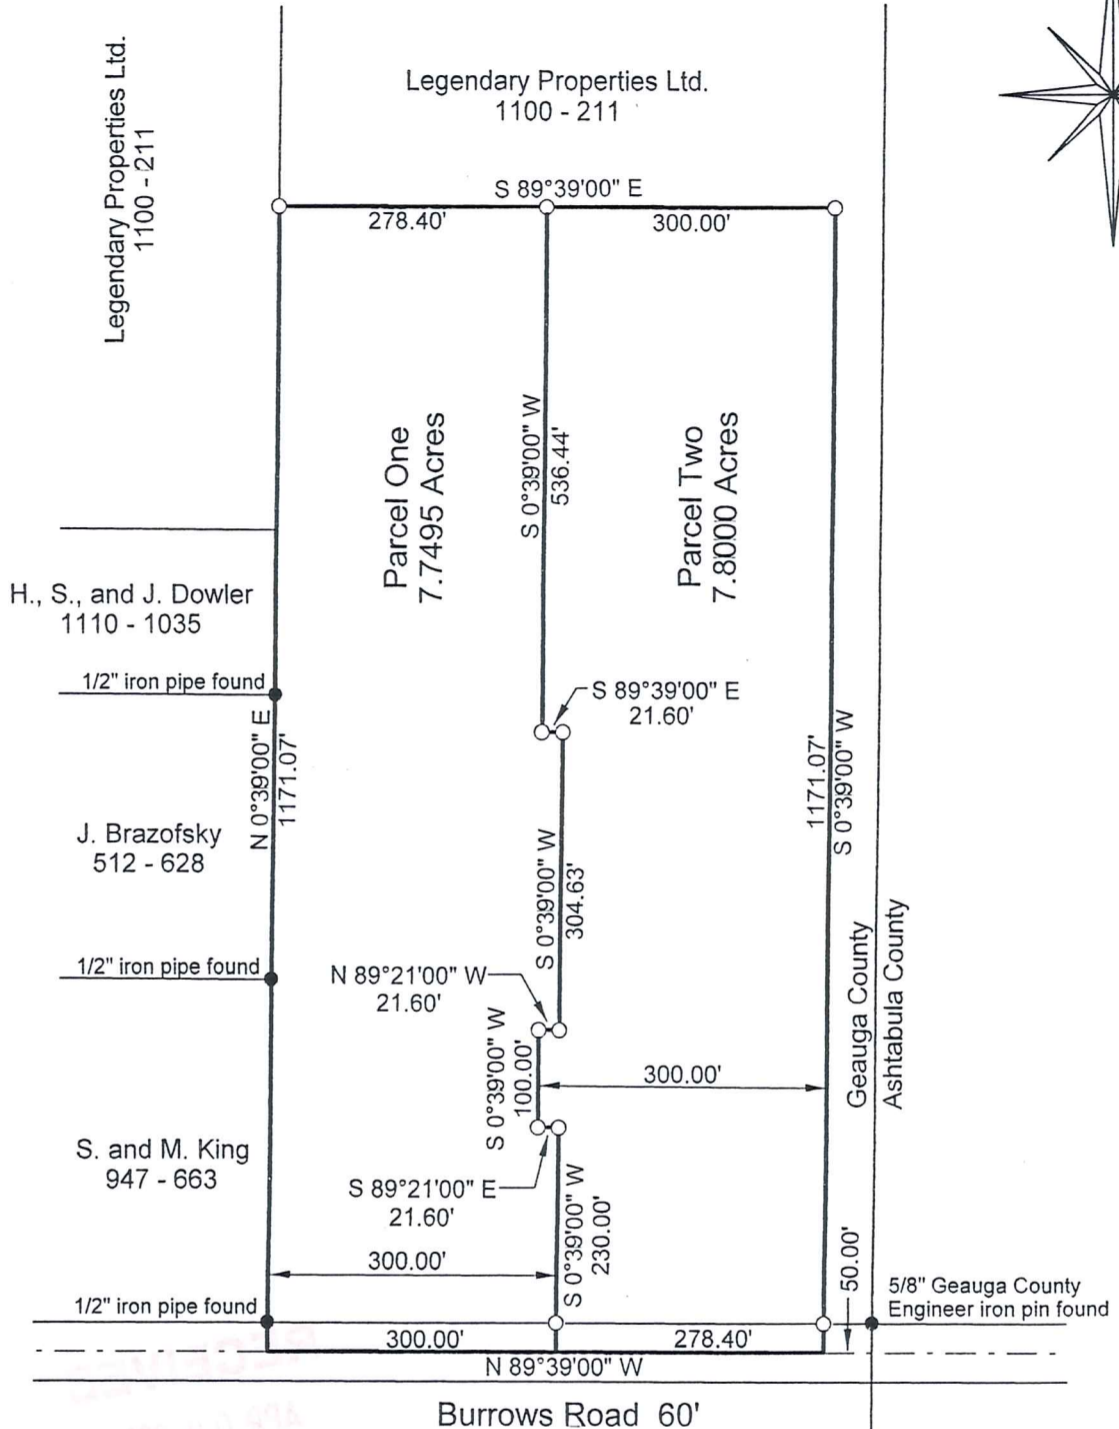 Legendary Properties Ltd.
1100 - 211
Legendary Properties Ltd.
1100 - 211
S 89°39'00" E
278.40'
300.00'
Parcel One
7.7495 Acres
S 0°39'00" W
536.44'
Parcel Two
7.8000 Acres
H., S., and J. Dowler
1110 - 1035
1/2" iron pipe found
S 89°39'00" E
21.60'
N 0°39'00" E
1171.07'
1171.07'
S 0°39'00" W
J. Brazofsky
512 - 628
S 0°39'00" W
304.63'
1/2" iron pipe found
N 89°21'00" W
21.60'
Geauga County
Ashtabula County
S 0°39'00" W
100.00'
300.00'
S. and M. King
947 - 663
S 89°21'00" E
21.60'
S 0°39'00" W
230.00'
300.00'
50.00'
1/2" iron pipe found
5/8" Geauga County
Engineer iron pin found
300.00'
278.40'
N 89°39'00" W
Burrows Road 60'